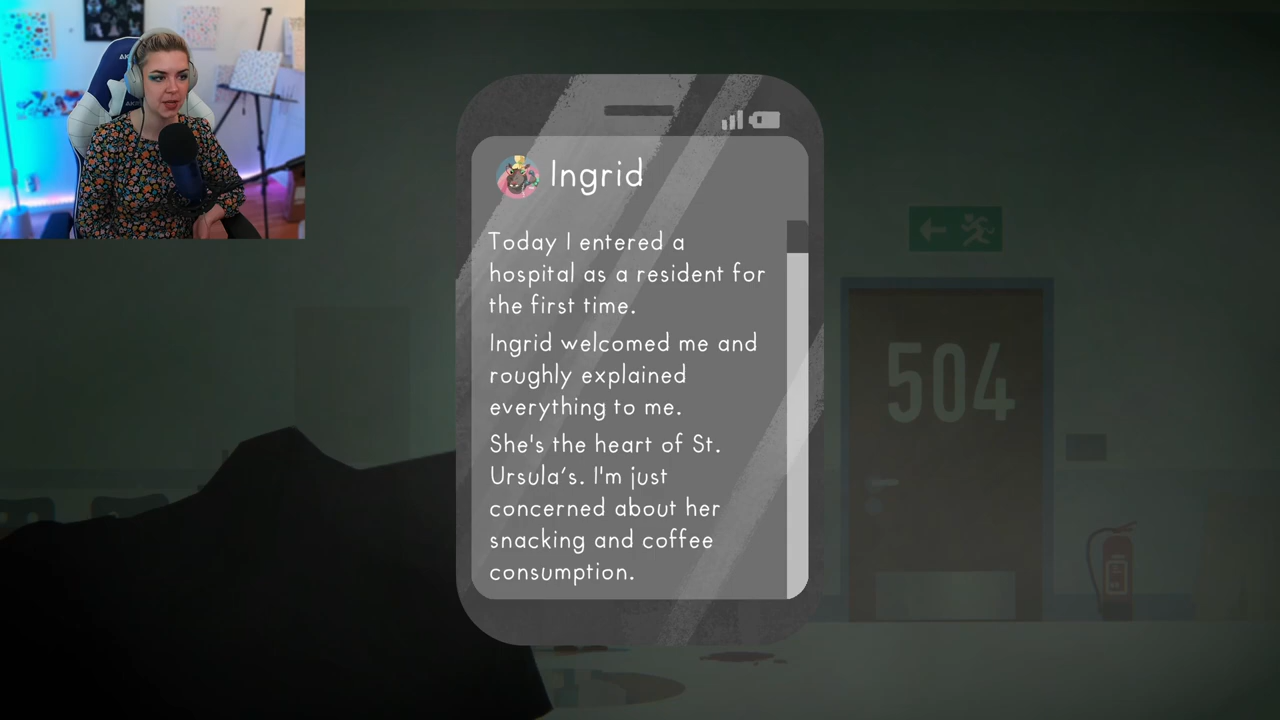 Ingrid
Today I entered a
hospital as a resident for
the first time.
Ingrid welcomed me and
roughly explained
everything to me.
She's the heart of St.
Ursula's. I'm just
concerned about her
snacking and coffee
consumption.
504